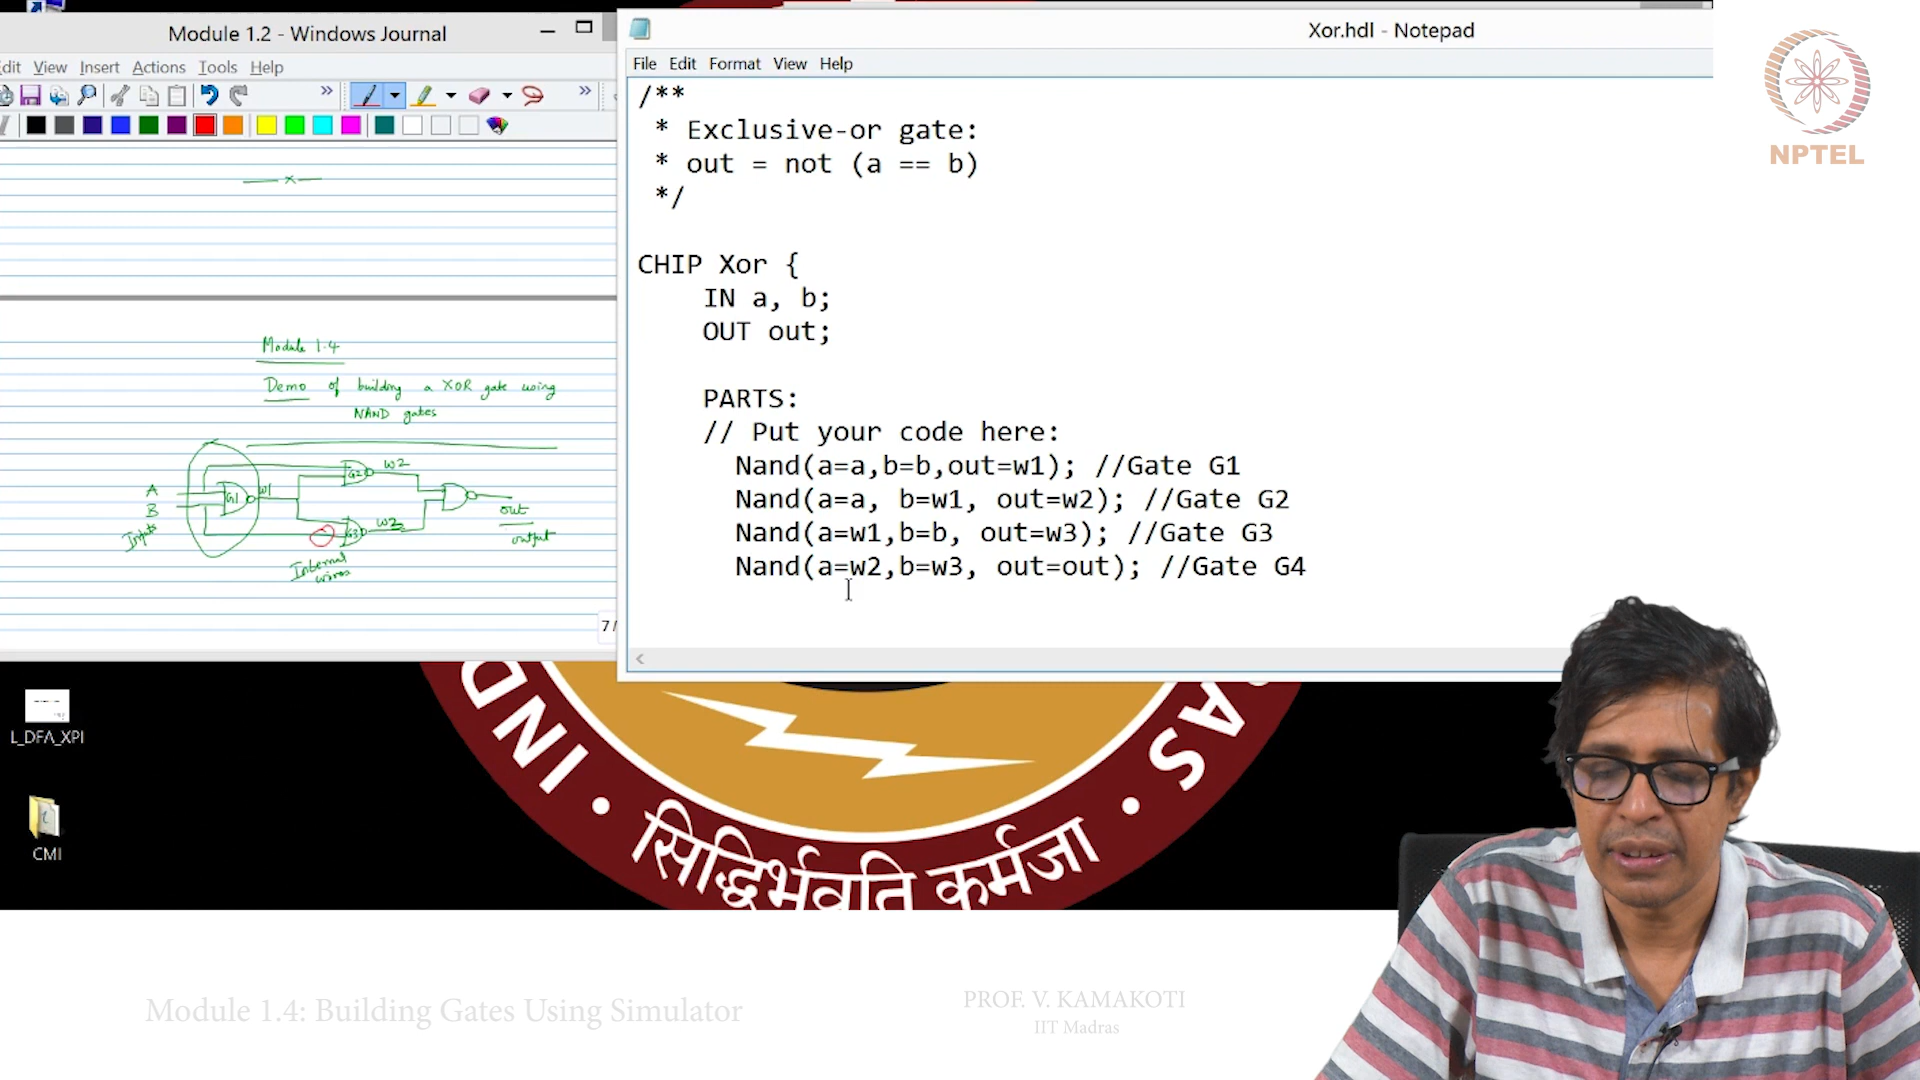 Module 1.2 - Windows Journal
Edit View Insert Actions Tools Help
x
Module 1.4
Demo of building a XOR gate using
NAND gates
A
B
Inputs
G1
w1
G2
w2
G3
w2
out
output
Internal
wires
7/
Xor.hdl - Notepad
File Edit Format View Help
/**
* Exclusive-or gate:
* out = not (a == b)
*/
CHIP Xor {
IN a, b;
OUT out;
PARTS:
// Put your code here:
Nand(a=a,b=b,out=w1); //Gate G1
Nand(a=a, b=w1, out=w2); //Gate G2
Nand(a=w1,b=b, out=w3); //Gate G3
Nand(a=w2,b=w3, out=out); //Gate G4
NPTEL
L_DFA_XPI
CMI
IND
RAS
सिद्धिर्भवति कर्मजा
Module 1.4: Building Gates Using Simulator
PROF. V. KAMAKOTI
IIT Madras